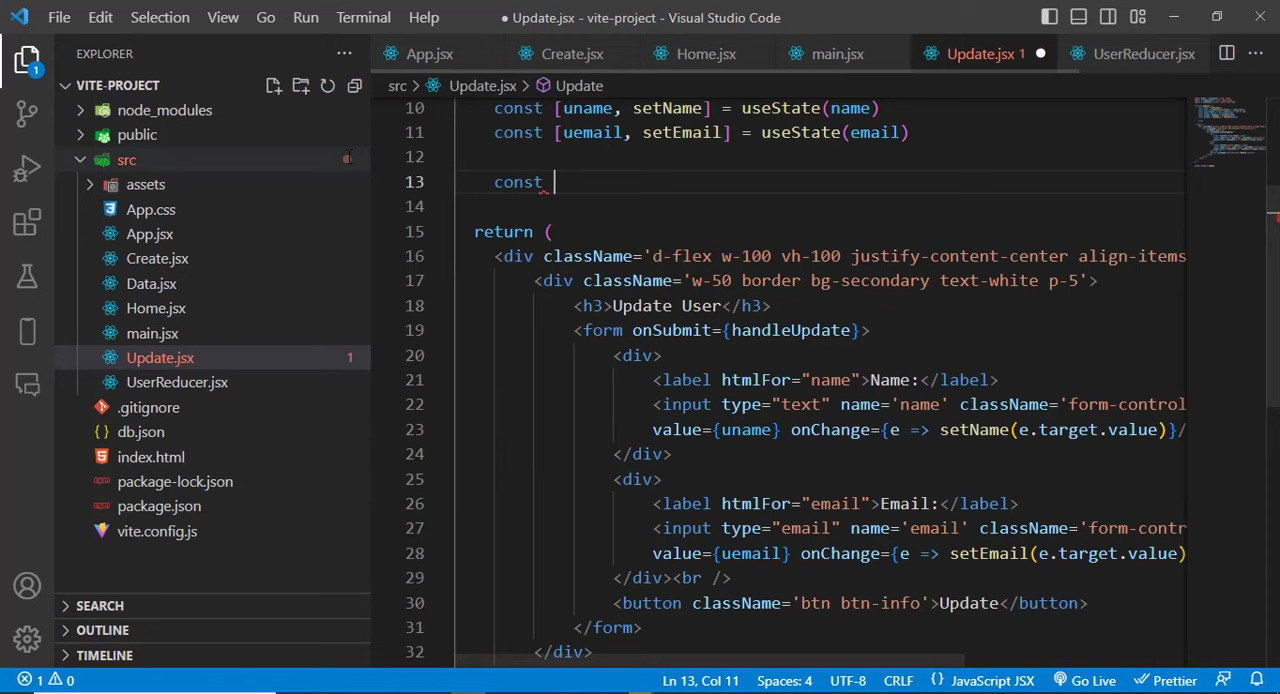 File Edit Selection View Go Run Terminal Help
● Update.jsx - vite-project - Visual Studio Code
EXPLORER
App.jsx Create.jsx Home.jsx main.jsx Update.jsx 1 ● UserReducer.jsx
VITE-PROJECT
src > Update.jsx > Update
1
node_modules
public
src
assets
App.css
App.jsx
Create.jsx
Data.jsx
Home.jsx
main.jsx
Update.jsx 1
UserReducer.jsx
.gitignore
db.json
index.html
package-lock.json
package.json
vite.config.js
SEARCH
OUTLINE
TIMELINE
10 const [uname, setName] = useState(name)
11 const [uemail, setEmail] = useState(email)
12
13 const
14
15 return (
16 <div className='d-flex w-100 vh-100 justify-content-center align-items
17 <div className='w-50 border bg-secondary text-white p-5'>
18 <h3>Update User</h3>
19 <form onSubmit={handleUpdate}>
20 <div>
21 <label htmlFor="name">Name:</label>
22 <input type="text" name='name' className='form-control
23 value={uname} onChange={e => setName(e.target.value)}/
24 </div>
25 <div>
26 <label htmlFor="email">Email:</label>
27 <input type="email" name='email' className='form-contr
28 value={uemail} onChange={e => setEmail(e.target.value)
29 </div><br />
30 <button className='btn btn-info'>Update</button>
31 </form>
32 </div>
1 0 Ln 13, Col 11 Spaces: 4 UTF-8 CRLF {} JavaScript JSX Go Live Prettier